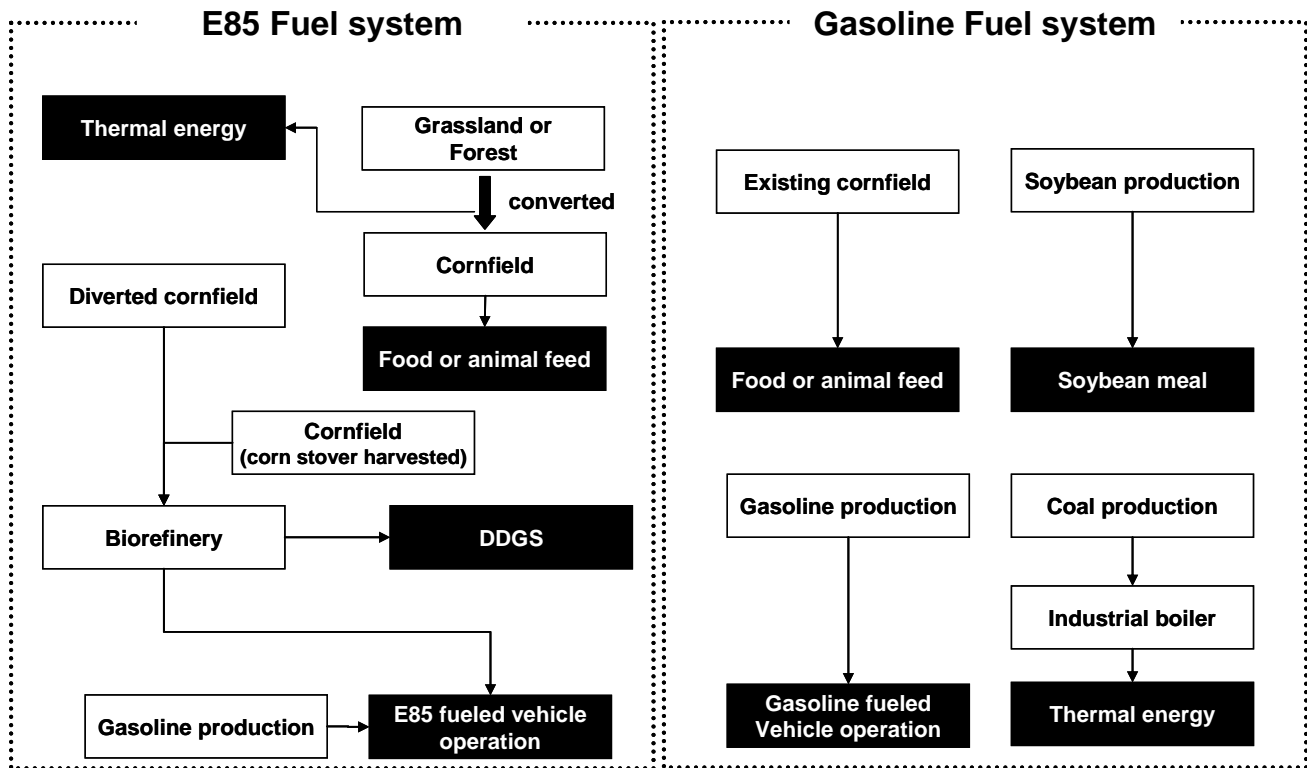 E85 Fuel system
Thermal energy
Grassland or
Forest
converted
Cornfield
Diverted cornfield
Food or animal feed
Cornfield
(corn stover harvested)
Biorefinery
DDGS
Gasoline production
E85 fueled vehicle
operation
Gasoline Fuel system
Existing cornfield
Soybean production
Food or animal feed
Soybean meal
Gasoline production
Coal production
Industrial boiler
Gasoline fueled
Vehicle operation
Thermal energy